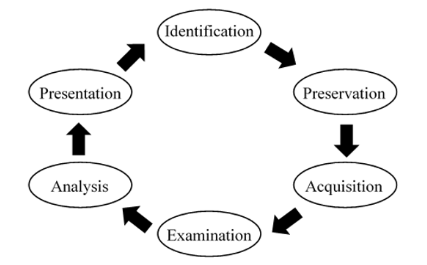 Identification
Preservation
Acquisition
Examination
Analysis
Presentation